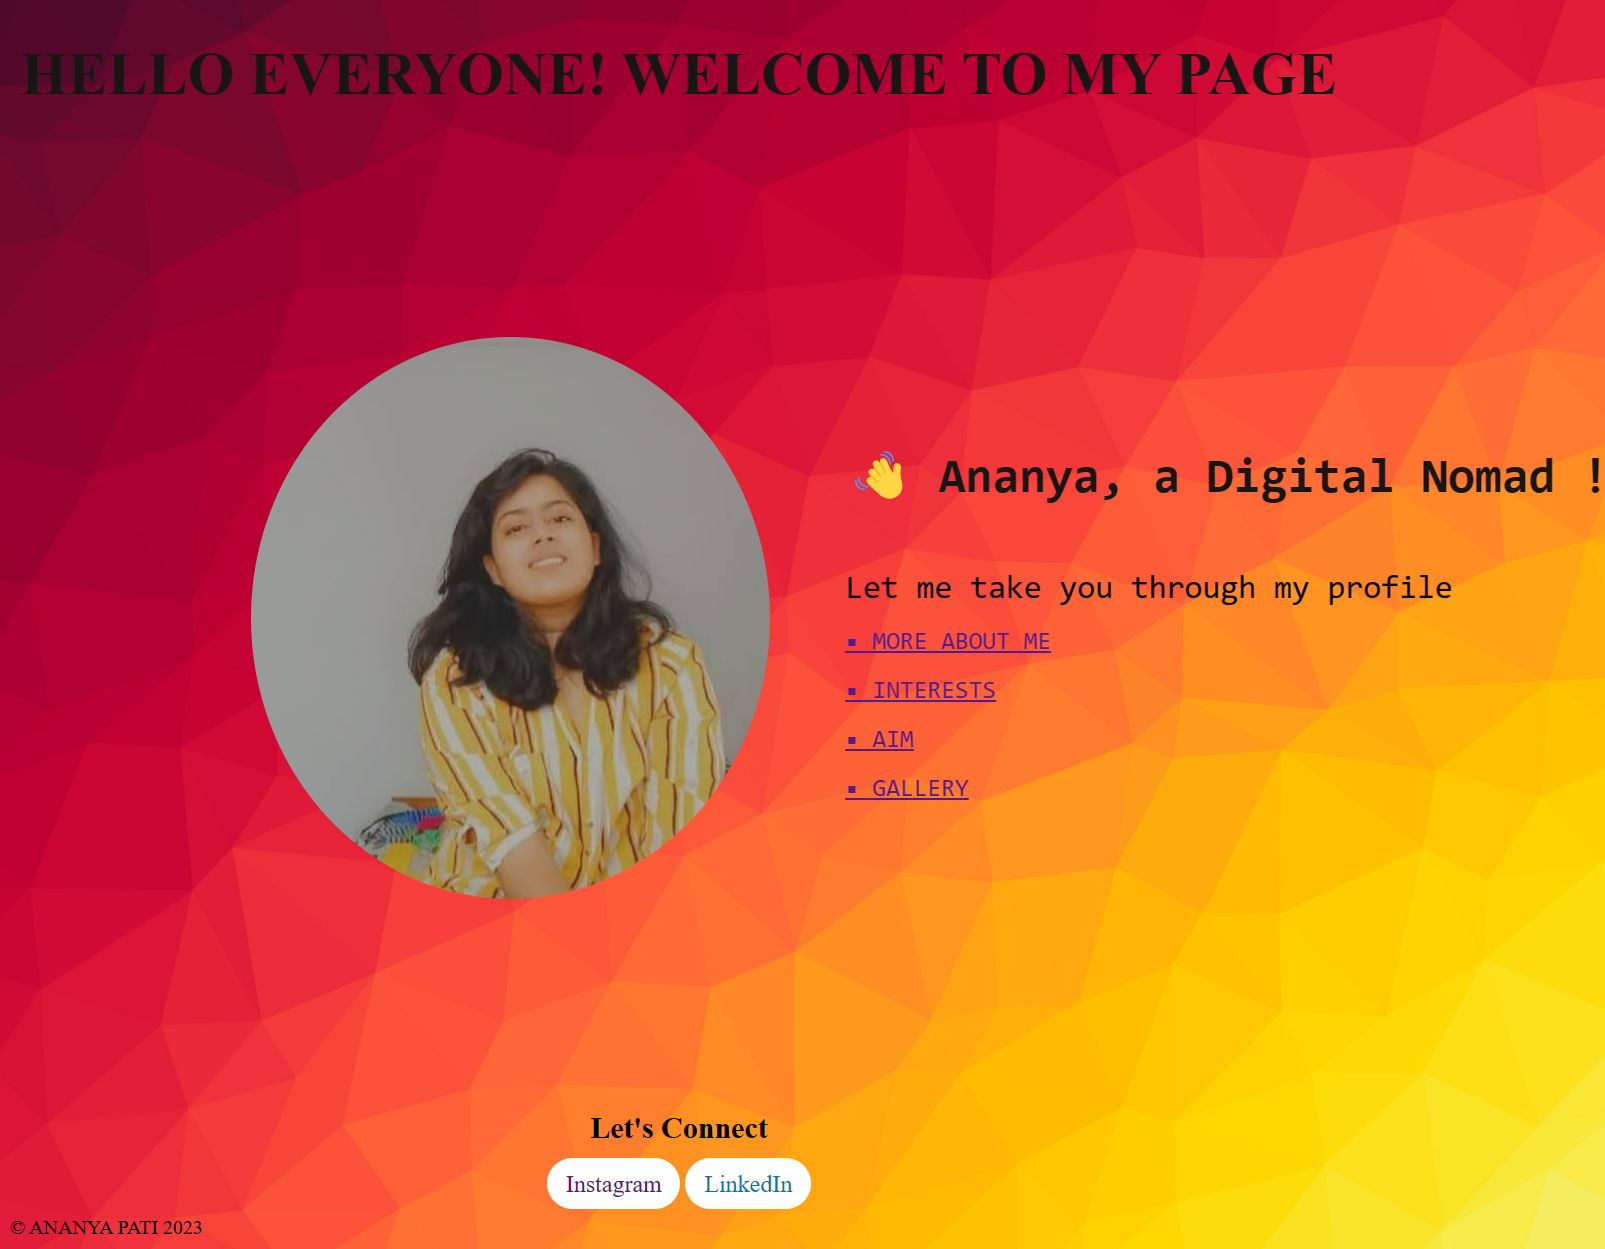 HELLO EVERYONE! WELCOME TO MY PAGE
👋 Ananya, a Digital Nomad !
Let me take you through my profile
▪ MORE ABOUT ME
▪ INTERESTS
▪ AIM
▪ GALLERY
Let's Connect
Instagram LinkedIn
© ANANYA PATI 2023